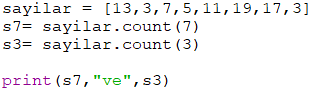 sayilar = [13,3,7,5,11,19,17,3]
s7= sayilar.count(7)
s3= sayilar.count(3)
print(s7,"ve",s3)